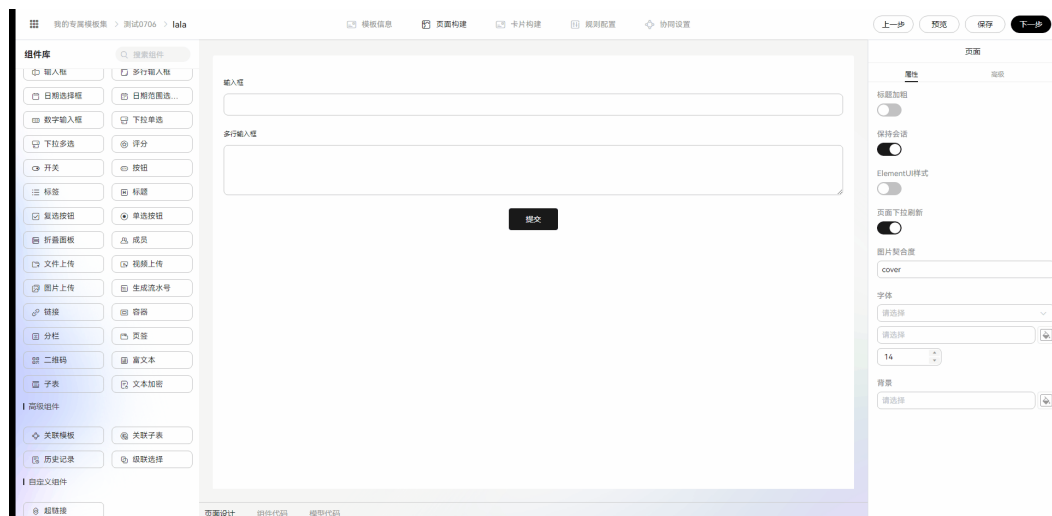 我的专属模板集 > 测试0706 > lala
模板信息
页面构建
卡片构建
规则配置
协同设置
上一步
预览
保存
下一步
组件库
搜索组件
输入框
多行输入框
日期选择框
日期范围选...
数字输入框
下拉单选
下拉多选
评分
开关
按钮
标签
标题
复选按钮
单选按钮
折叠面板
成员
文件上传
视频上传
图片上传
生成流水号
链接
容器
分栏
页签
二维码
富文本
子表
文本加密
高级组件
关联模板
关联子表
历史记录
级联选择
自定义组件
超链接
输入框
多行输入框
提交
页面设计
组件代码
模型代码
页面
属性
高级
标题加粗
保持会话
ElementUI样式
页面下拉刷新
图片契合度
cover
字体
请选择
请选择
14
背景
请选择